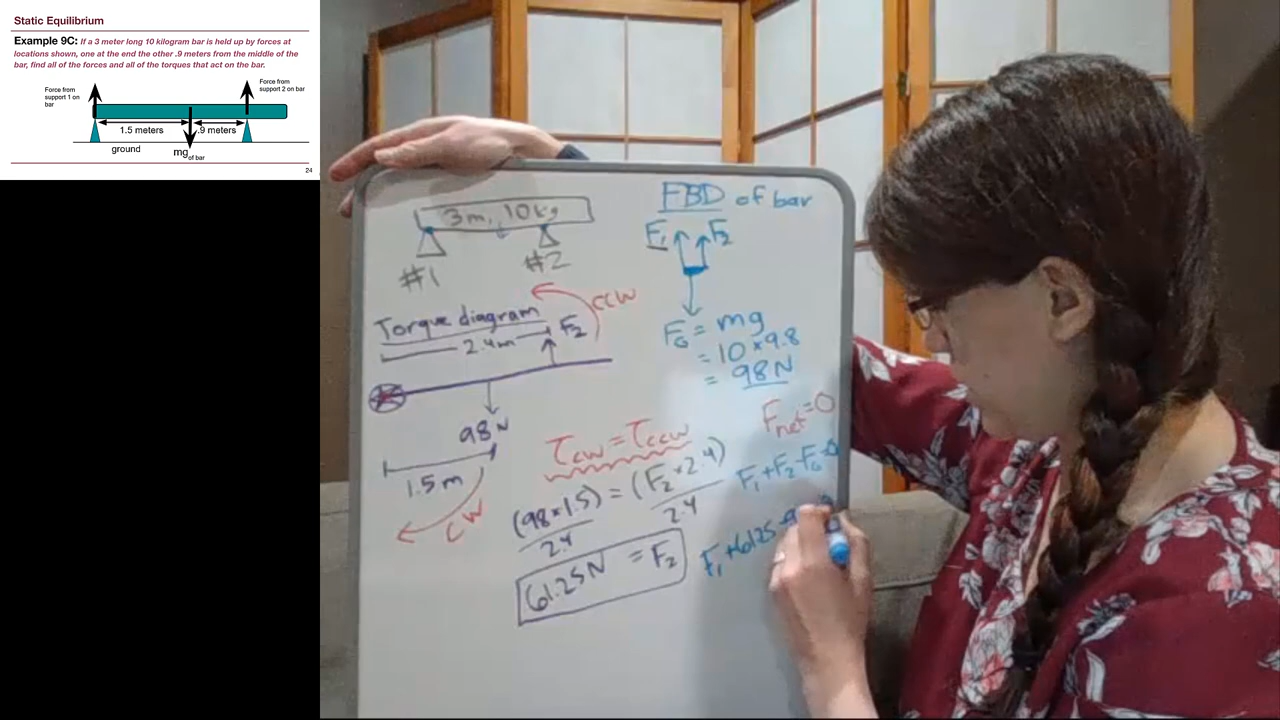 Static Equilibrium
Example 9C: If a 3 meter long 10 kilogram bar is held up by forces at
locations shown, one at the end the other .9 meters from the middle of the
bar, find all of the forces and all of the torques that act on the bar.
Force from
support 1 on
bar
Force from
support 2 on bar
1.5 meters
.9 meters
ground
mg of bar
24
3m, 10kg
#1
#2
FBD of bar
F1 F2
FG = mg
= 10 × 9.8
= 98N
Torque diagram
2.4m
F2
CCW
98N
1.5 m
CW
τcw = τccw
(98×1.5) = (F2×2.4)
2.4 2.4
61.25N = F2
Fnet=0
F1+F2-FG=0
F1+61.25